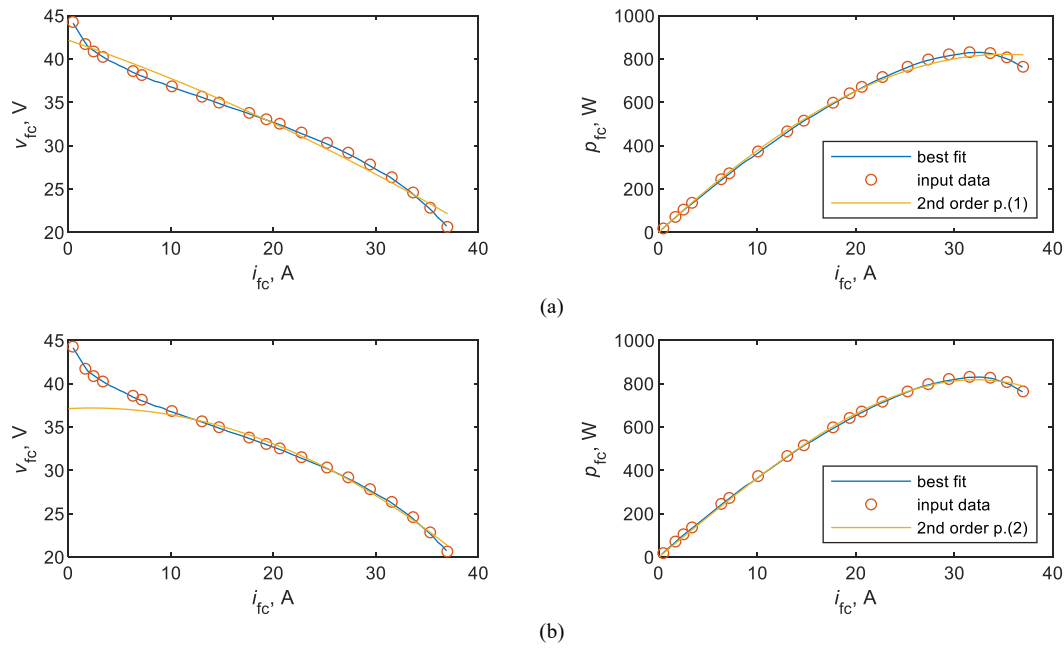 45
40
35
30
25
20
v_fc, V
0
10
20
30
40
i_fc, A
1000
800
600
400
200
0
p_fc, W
best fit
input data
2nd order p.(1)
0
10
20
30
40
i_fc, A
(a)
45
40
35
30
25
20
v_fc, V
0
10
20
30
40
i_fc, A
1000
800
600
400
200
0
p_fc, W
best fit
input data
2nd order p.(2)
0
10
20
30
40
i_fc, A
(b)